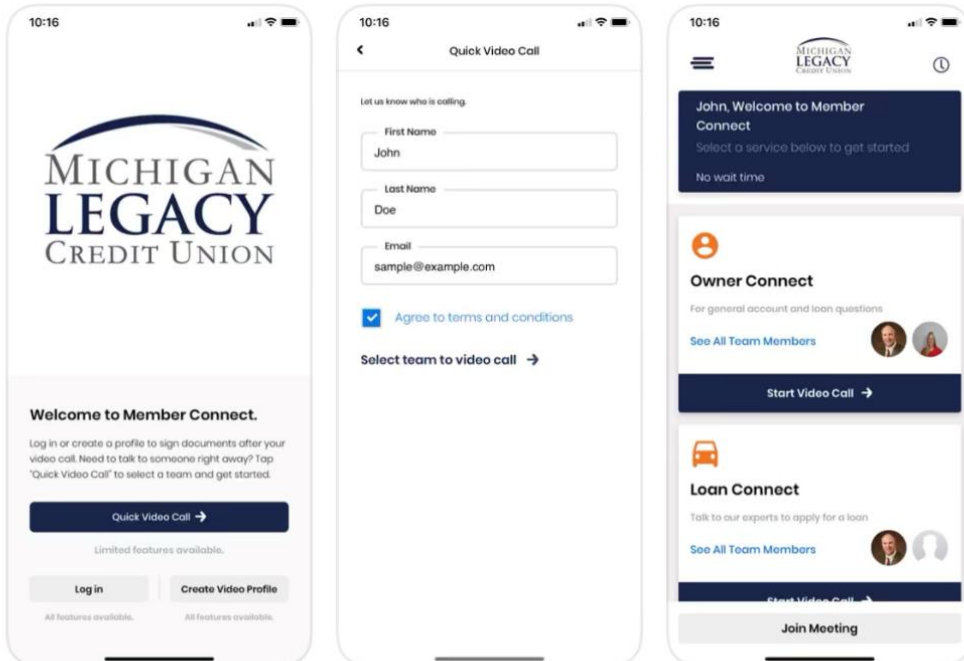 10:16
MICHIGAN
LEGACY
CREDIT UNION
Welcome to Member Connect.
Log in or create a profile to sign documents after your
video call. Need to talk to someone right away? Tap
"Quick Video Call" to select a team and get started.
Quick Video Call →
Limited features available.
Log in
Create Video Profile
All features available.
All features available.
10:16
Quick Video Call
Let us know who is calling.
First Name
John
Last Name
Doe
Email
sample@example.com
Agree to terms and conditions
Select team to video call →
10:16
MICHIGAN
LEGACY
CREDIT UNION
John, Welcome to Member
Connect
Select a service below to get started
No wait time
Owner Connect
For general account and loan questions
See All Team Members
Start Video Call →
Loan Connect
Talk to our experts to apply for a loan
See All Team Members
Start Video Call →
Join Meeting